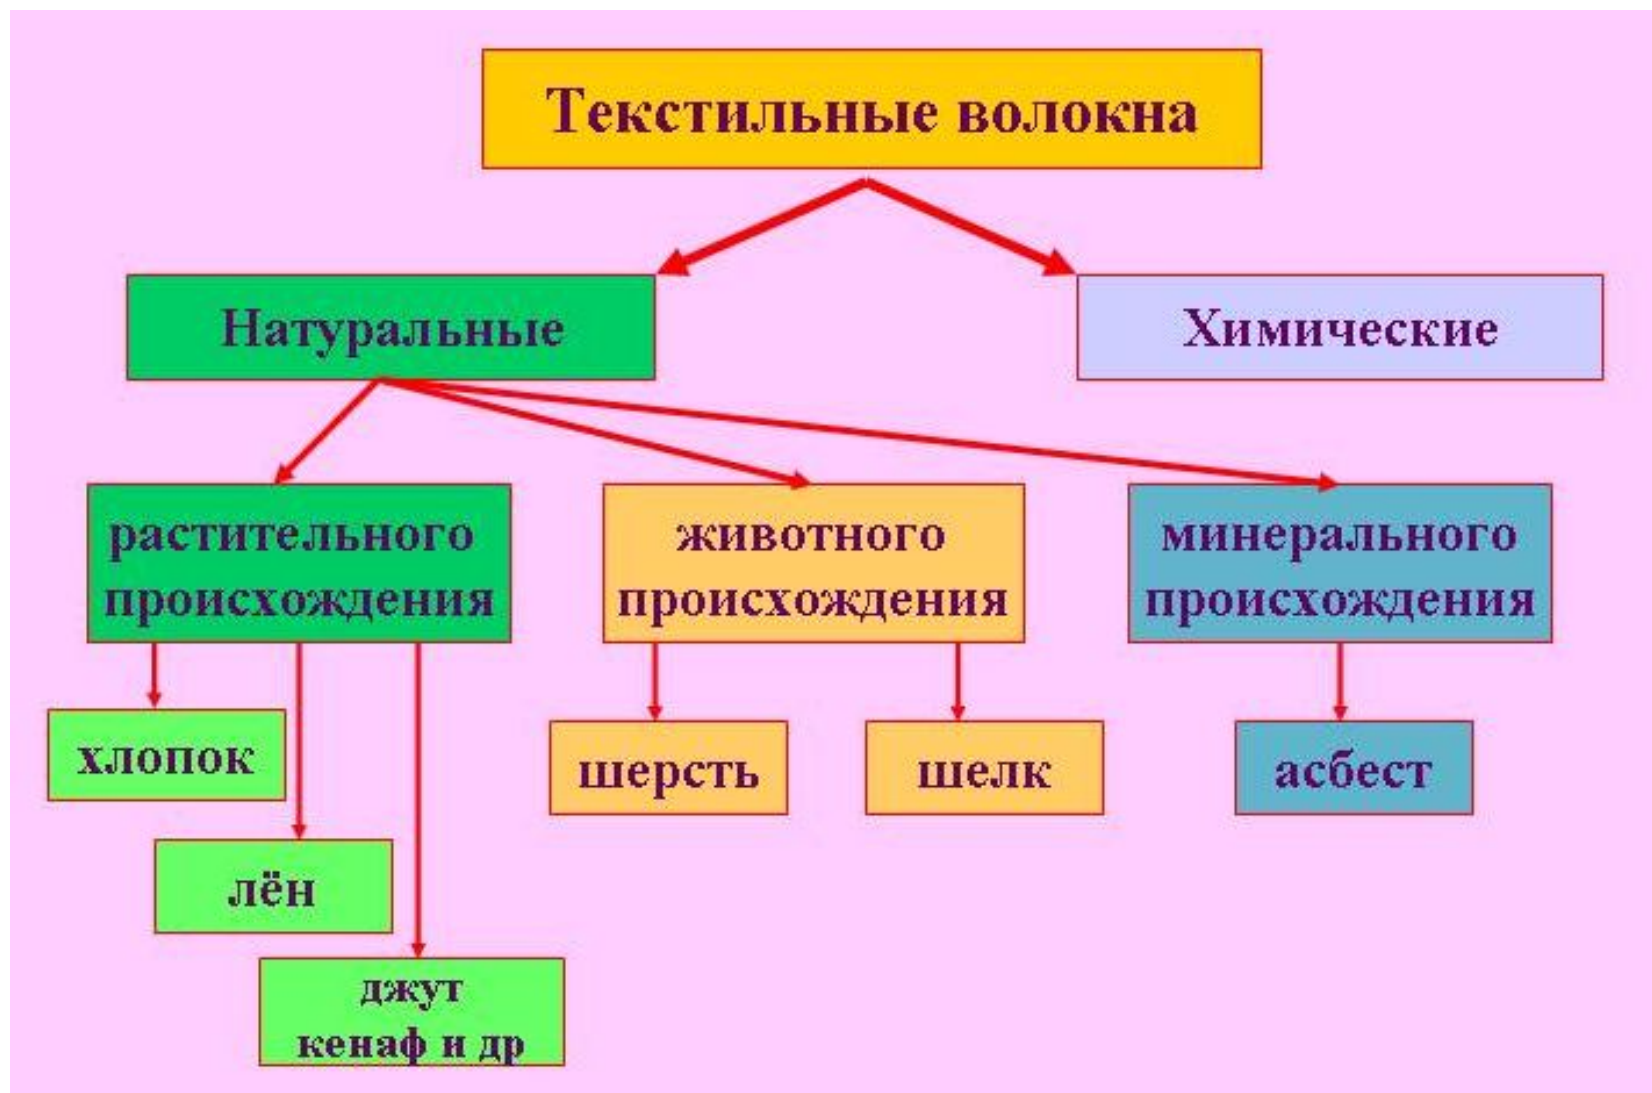 Текстильные волокна
Натуральные
Химические
растительного
происхождения
животного
происхождения
минерального
происхождения
хлопок
шерсть
шелк
асбест
лён
джут
кенаф и др